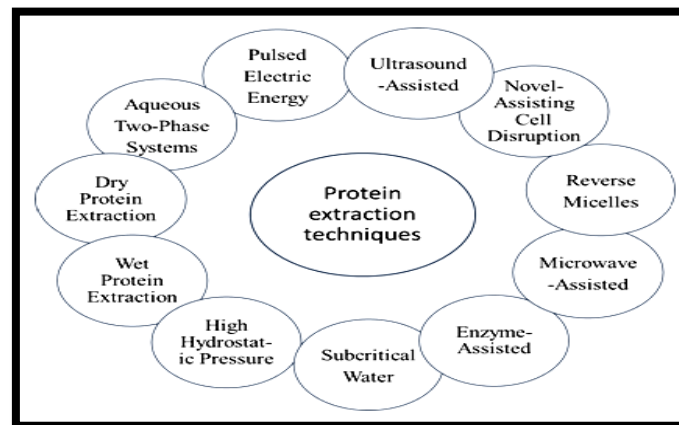 Pulsed
Electric
Energy
Ultrasound
-Assisted
Novel-
Assisting
Cell
Disruption
Reverse
Micelles
Microwave
-Assisted
Enzyme-
Assisted
Subcritical
Water
High
Hydrostat-
ic Pressure
Wet
Protein
Extraction
Dry
Protein
Extraction
Aqueous
Two-Phase
Systems
Protein
extraction
techniques